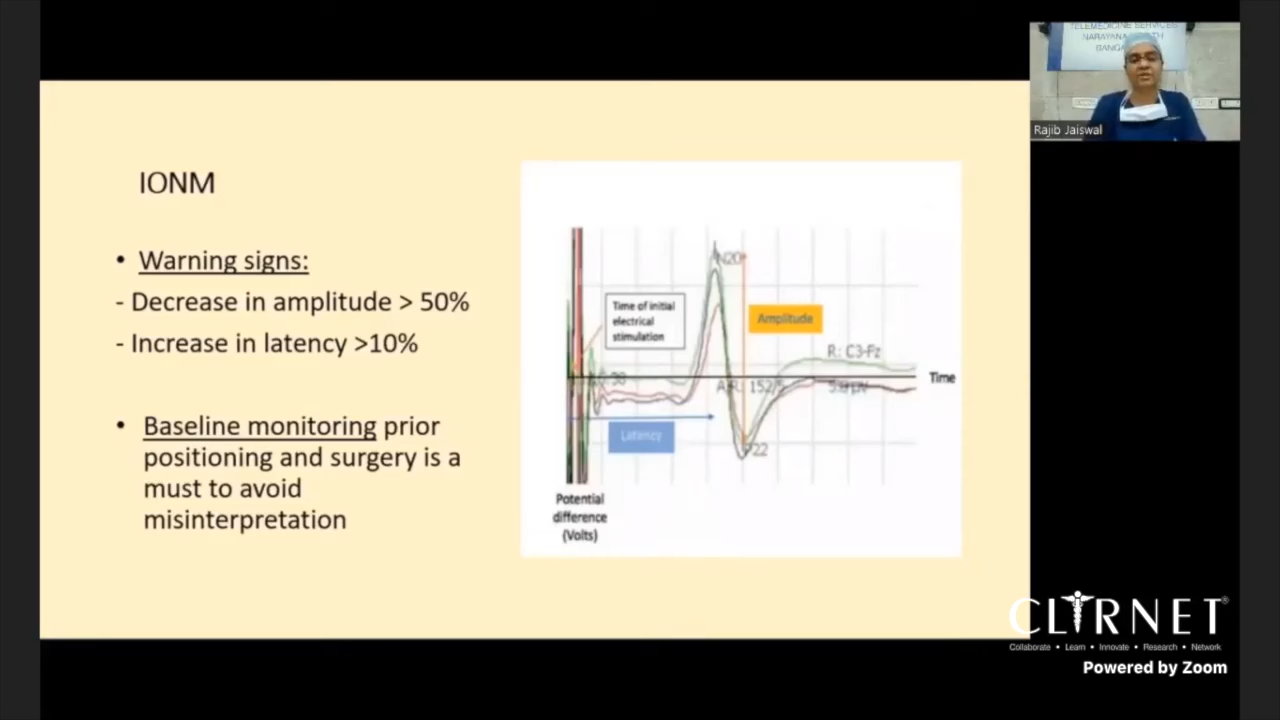 TELEMEDICINE SERVICES
Rajib Jaiswal
IONM
• Warning signs:
- Decrease in amplitude > 50%
- Increase in latency >10%
• Baseline monitoring prior
positioning and surgery is a
must to avoid
misinterpretation
N20
Time of initial
electrical
stimulation
Amplitude
R: C3-Fz
Time
Latency
Potential
difference
(Volts)
CLIRNET®
Collaborate • Learn • Innovate • Research • Network
Powered by Zoom